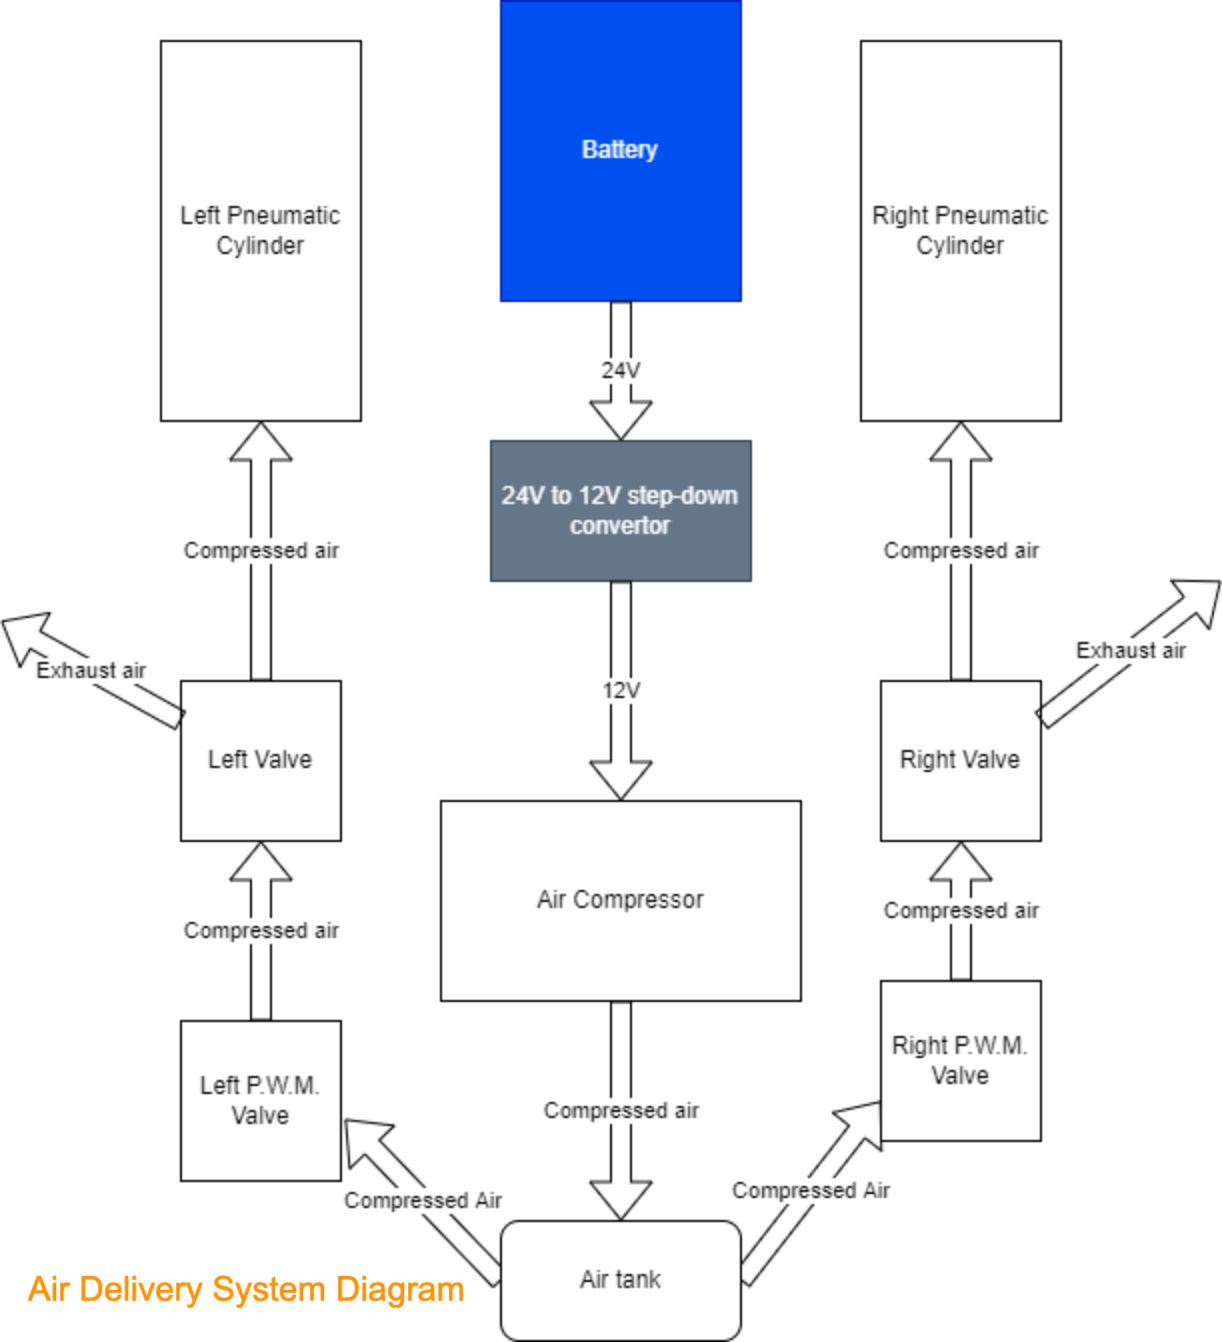 Battery
Left Pneumatic
Cylinder
Right Pneumatic
Cylinder
24V
24V to 12V step-down
convertor
Compressed air
Compressed air
Exhaust air
Exhaust air
12V
Left Valve
Right Valve
Air Compressor
Compressed air
Compressed air
Right P.W.M.
Valve
Left P.W.M.
Valve
Compressed air
Compressed Air
Compressed Air
Air tank
Air Delivery System Diagram